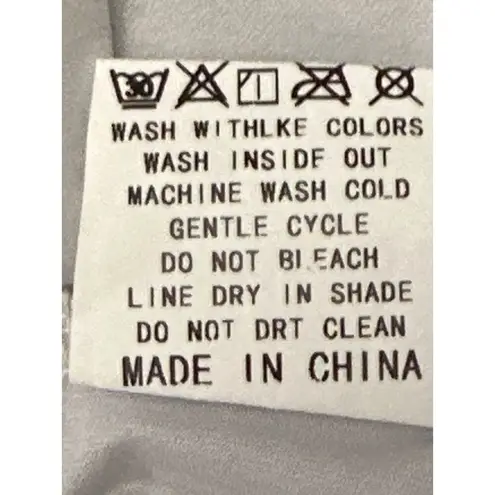 30
WASH WITHLKE COLORS
WASH INSIDE OUT
MACHINE WASH COLD
GENTLE CYCLE
DO NOT BLEACH
LINE DRY IN SHADE
DO NOT DRT CLEAN
MADE IN CHINA